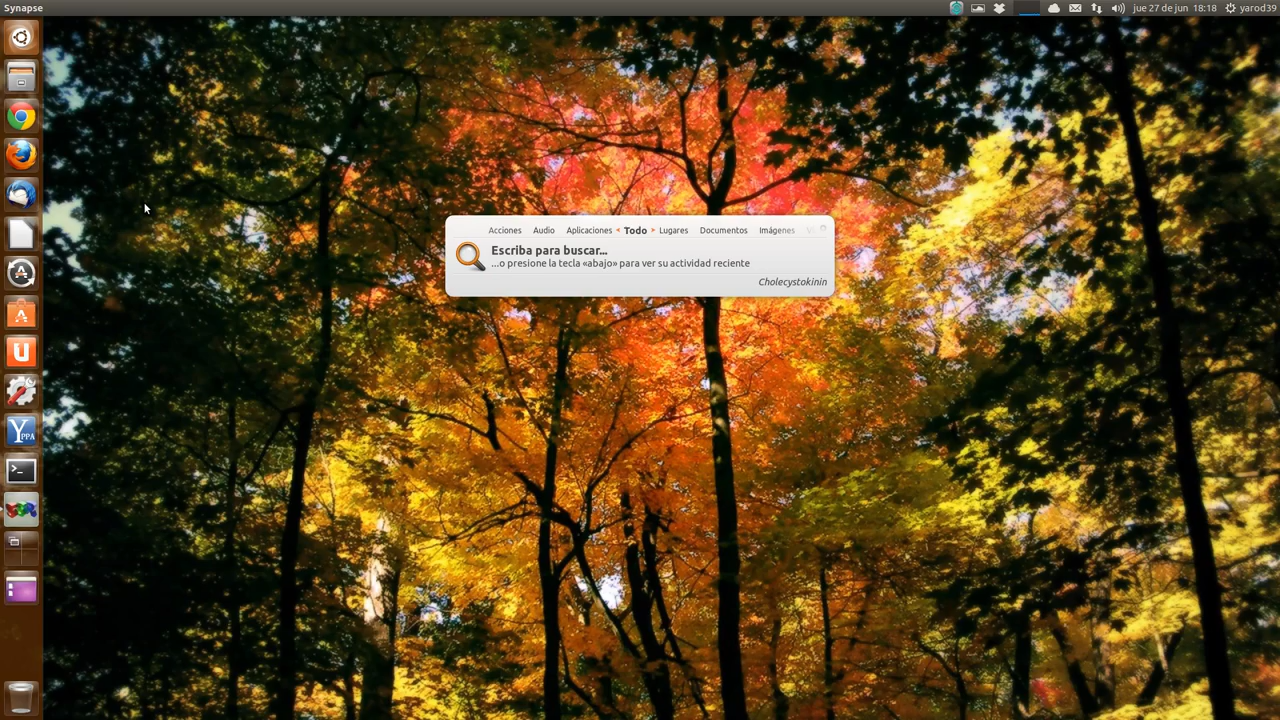 Synapse
jue 27 de jun 18:18 yarod39
Acciones Audio Aplicaciones < Todo > Lugares Documentos Imágenes
Escriba para buscar...
...o presione la tecla «abajo» para ver su actividad reciente
Cholecystokinin
YPPA